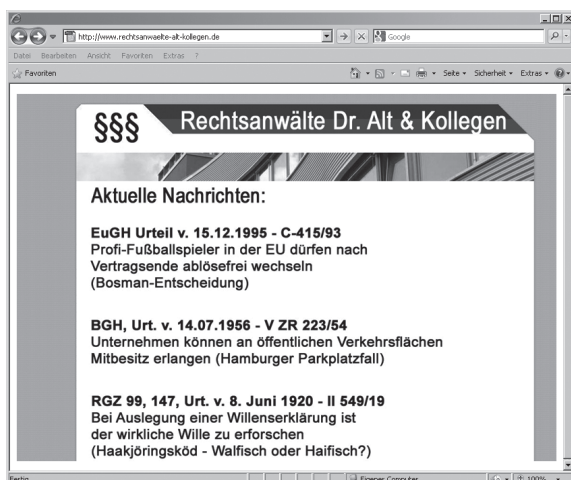 http://www.rechtsanwaelte-alt-kollegen.de
Google
Datei Bearbeiten Ansicht Favoriten Extras ?
Favoriten
Seite Sicherheit Extras
§§§
Rechtsanwälte Dr. Alt & Kollegen
Aktuelle Nachrichten:
EuGH Urteil v. 15.12.1995 - C-415/93
Profi-Fußballspieler in der EU dürfen nach
Vertragsende ablösefrei wechseln
(Bosman-Entscheidung)
BGH, Urt. v. 14.07.1956 - V ZR 223/54
Unternehmen können an öffentlichen Verkehrsflächen
Mitbesitz erlangen (Hamburger Parkplatzfall)
RGZ 99, 147, Urt. v. 8. Juni 1920 - II 549/19
Bei Auslegung einer Willenserklärung ist
der wirkliche Wille zu erforschen
(Haakjöringsköd - Walfisch oder Haifisch?)
Fertig
Eigener Computer
100%